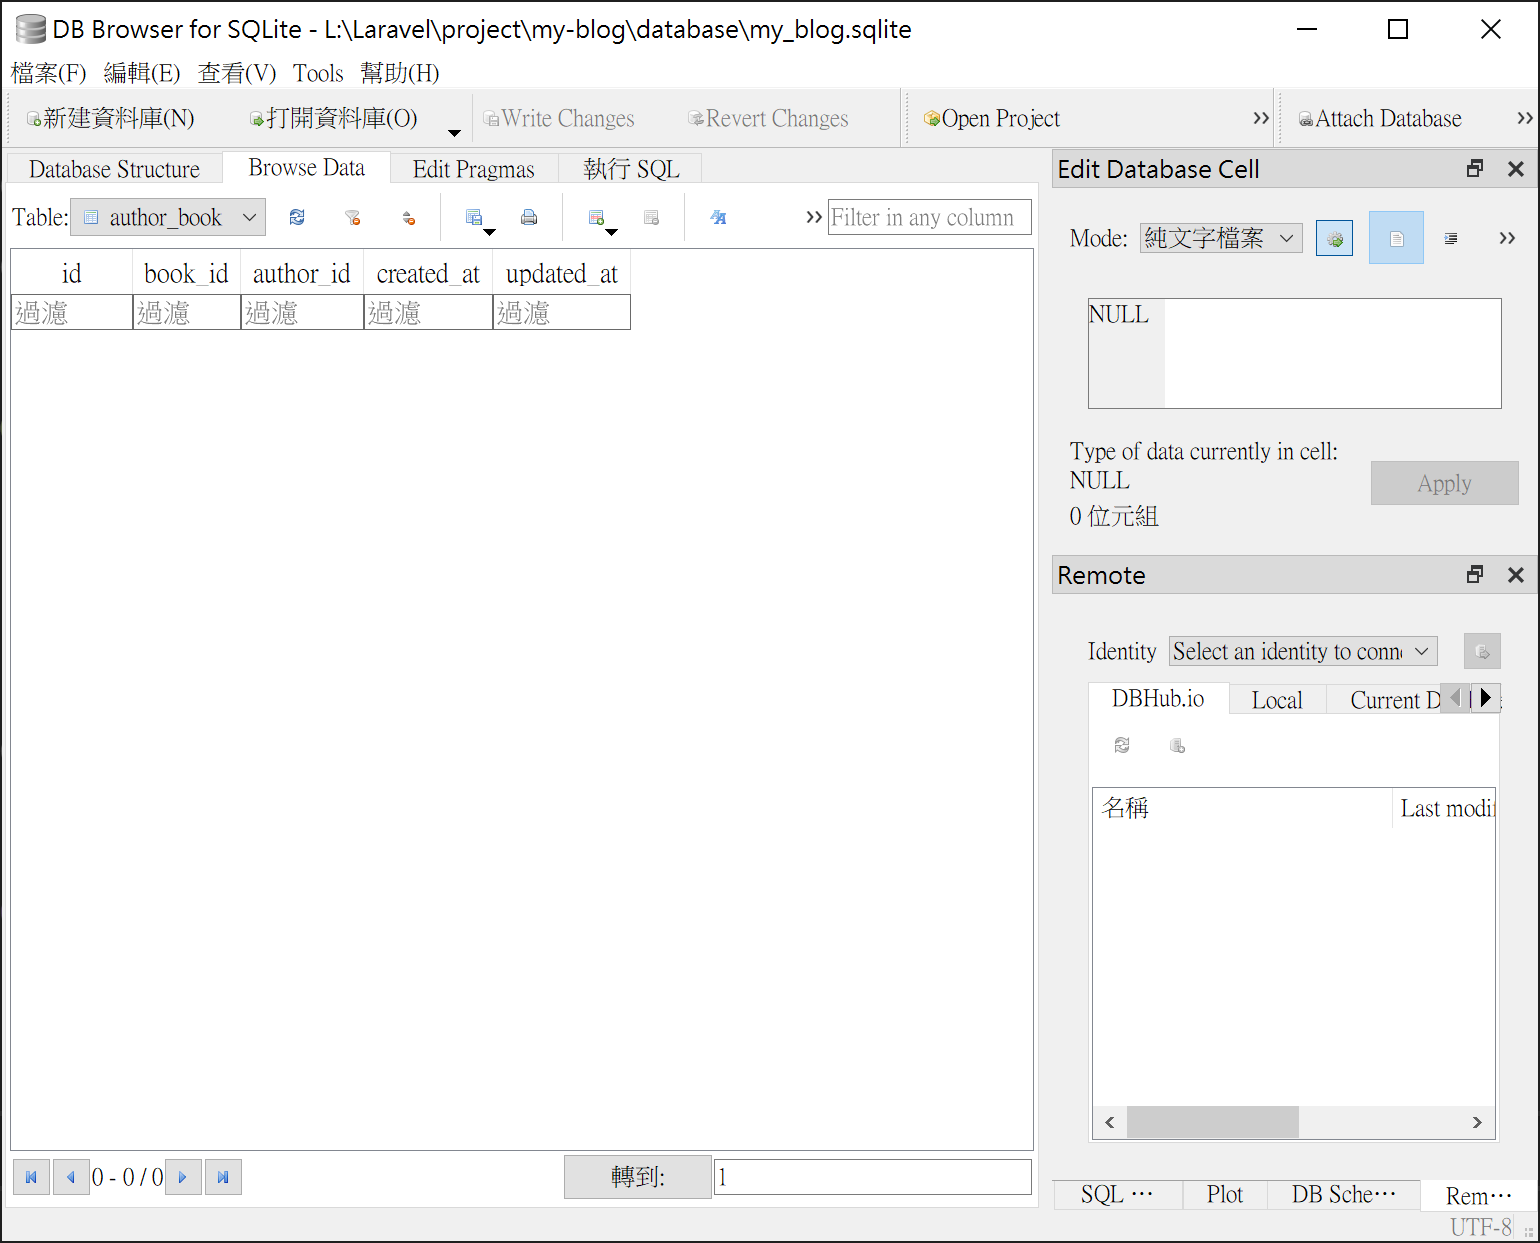 DB Browser for SQLite - L:\Laravel\project\my-blog\database\my_blog.sqlite
檔案(F) 編輯(E) 查看(V) Tools 幫助(H)
新建資料庫(N) 打開資料庫(O) Write Changes Revert Changes Open Project Attach Database
Database Structure Browse Data Edit Pragmas 執行 SQL
Table: author_book Filter in any column
id book_id author_id created_at updated_at
過濾 過濾 過濾 過濾 過濾
0 - 0 / 0 轉到: 1
Edit Database Cell
Mode: 純文字檔案
NULL
Type of data currently in cell:
NULL
0 位元組
Apply
Remote
Identity Select an identity to conn
DBHub.io Local Current D
名稱 Last modif
SQL ··· Plot DB Sche··· Rem···
UTF-8